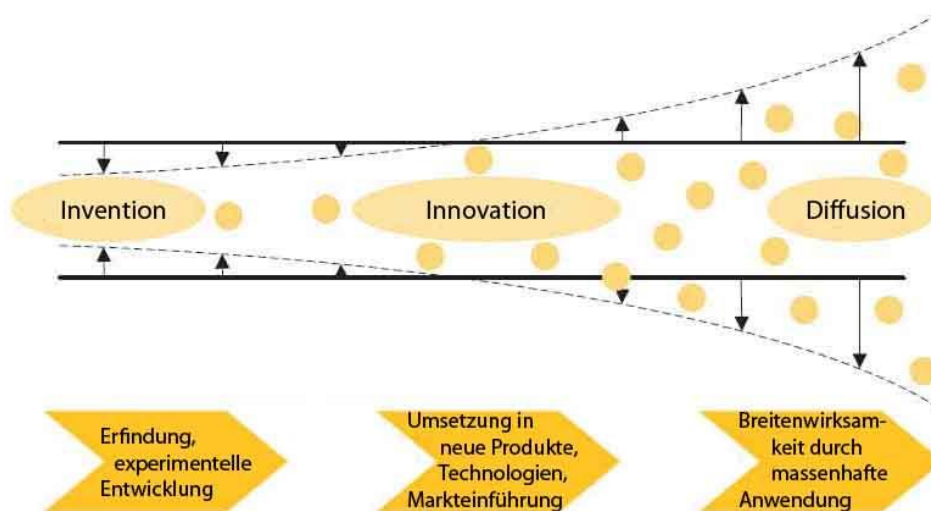 Invention
Innovation
Diffusion
Erfindung,
experimentelle
Entwicklung
Umsetzung in
neue Produkte,
Technologien,
Markteinführung
Breitenwirksam-
keit durch
massenhafte
Anwendung